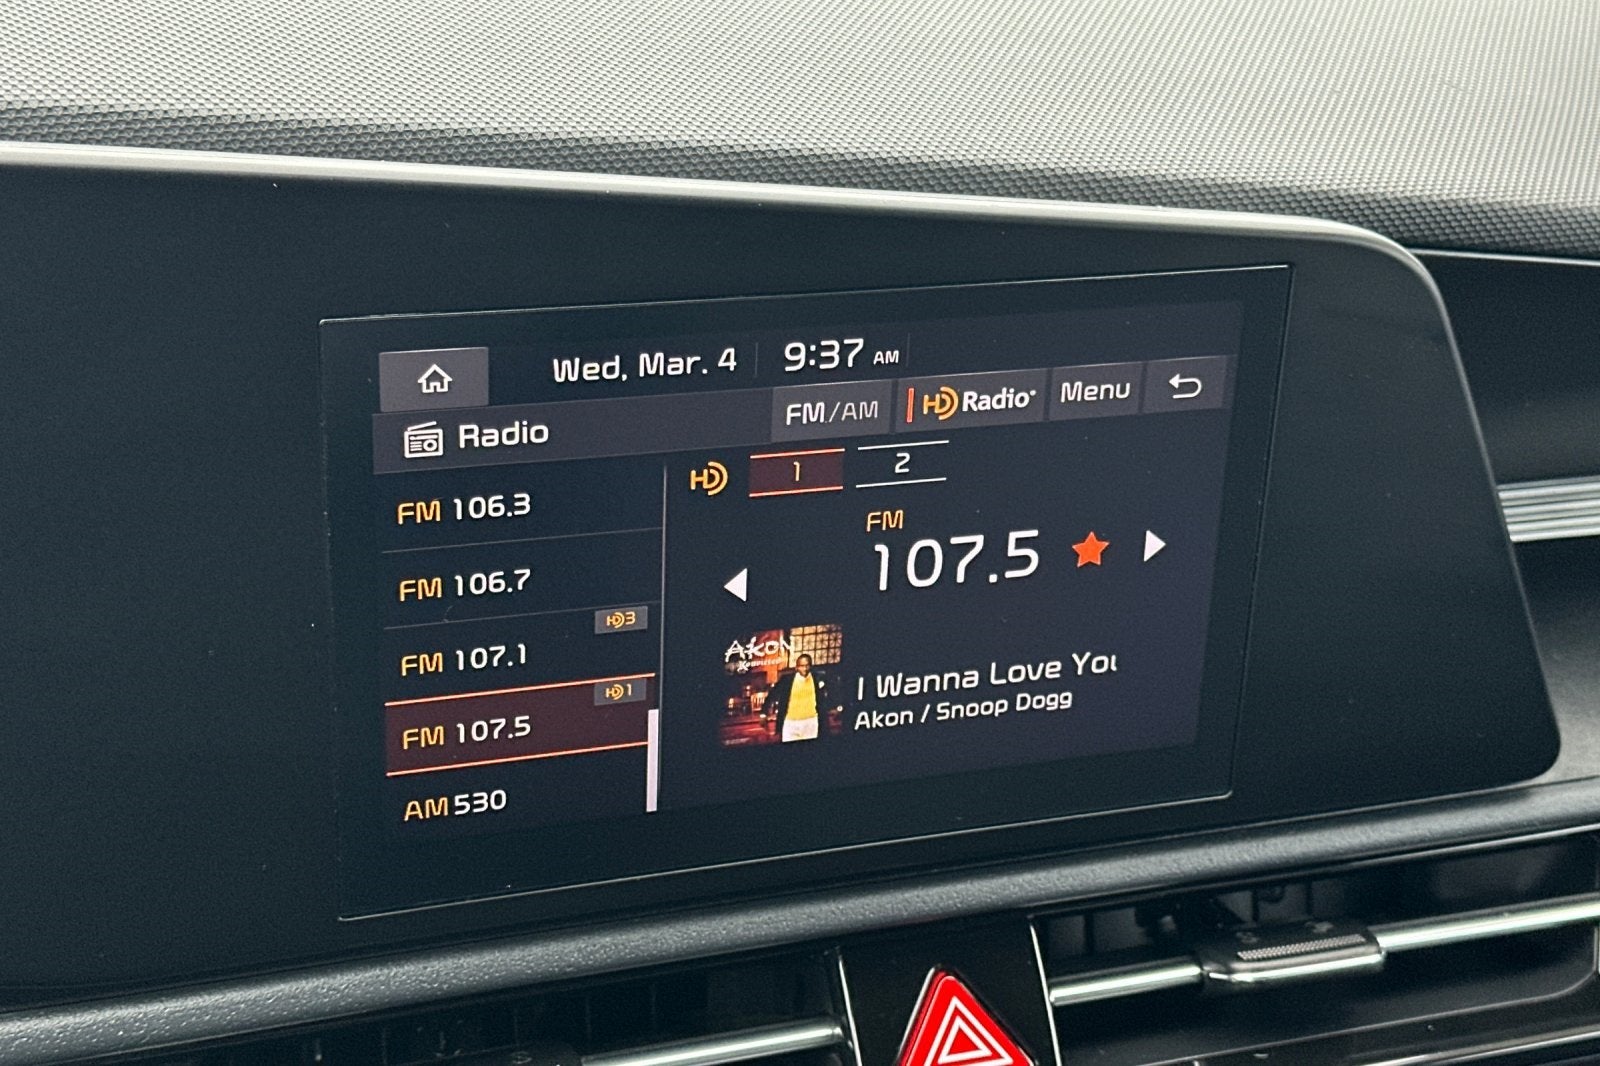 Wed, Mar. 4 9:37 AM
Radio FM/AM HD Radio Menu
HD 1 2
FM 106.3
FM 106.7
HD3
FM 107.1
HD1
FM 107.5
AM 530
FM
107.5
Akon
Konvicted
I Wanna Love You
Akon / Snoop Dogg